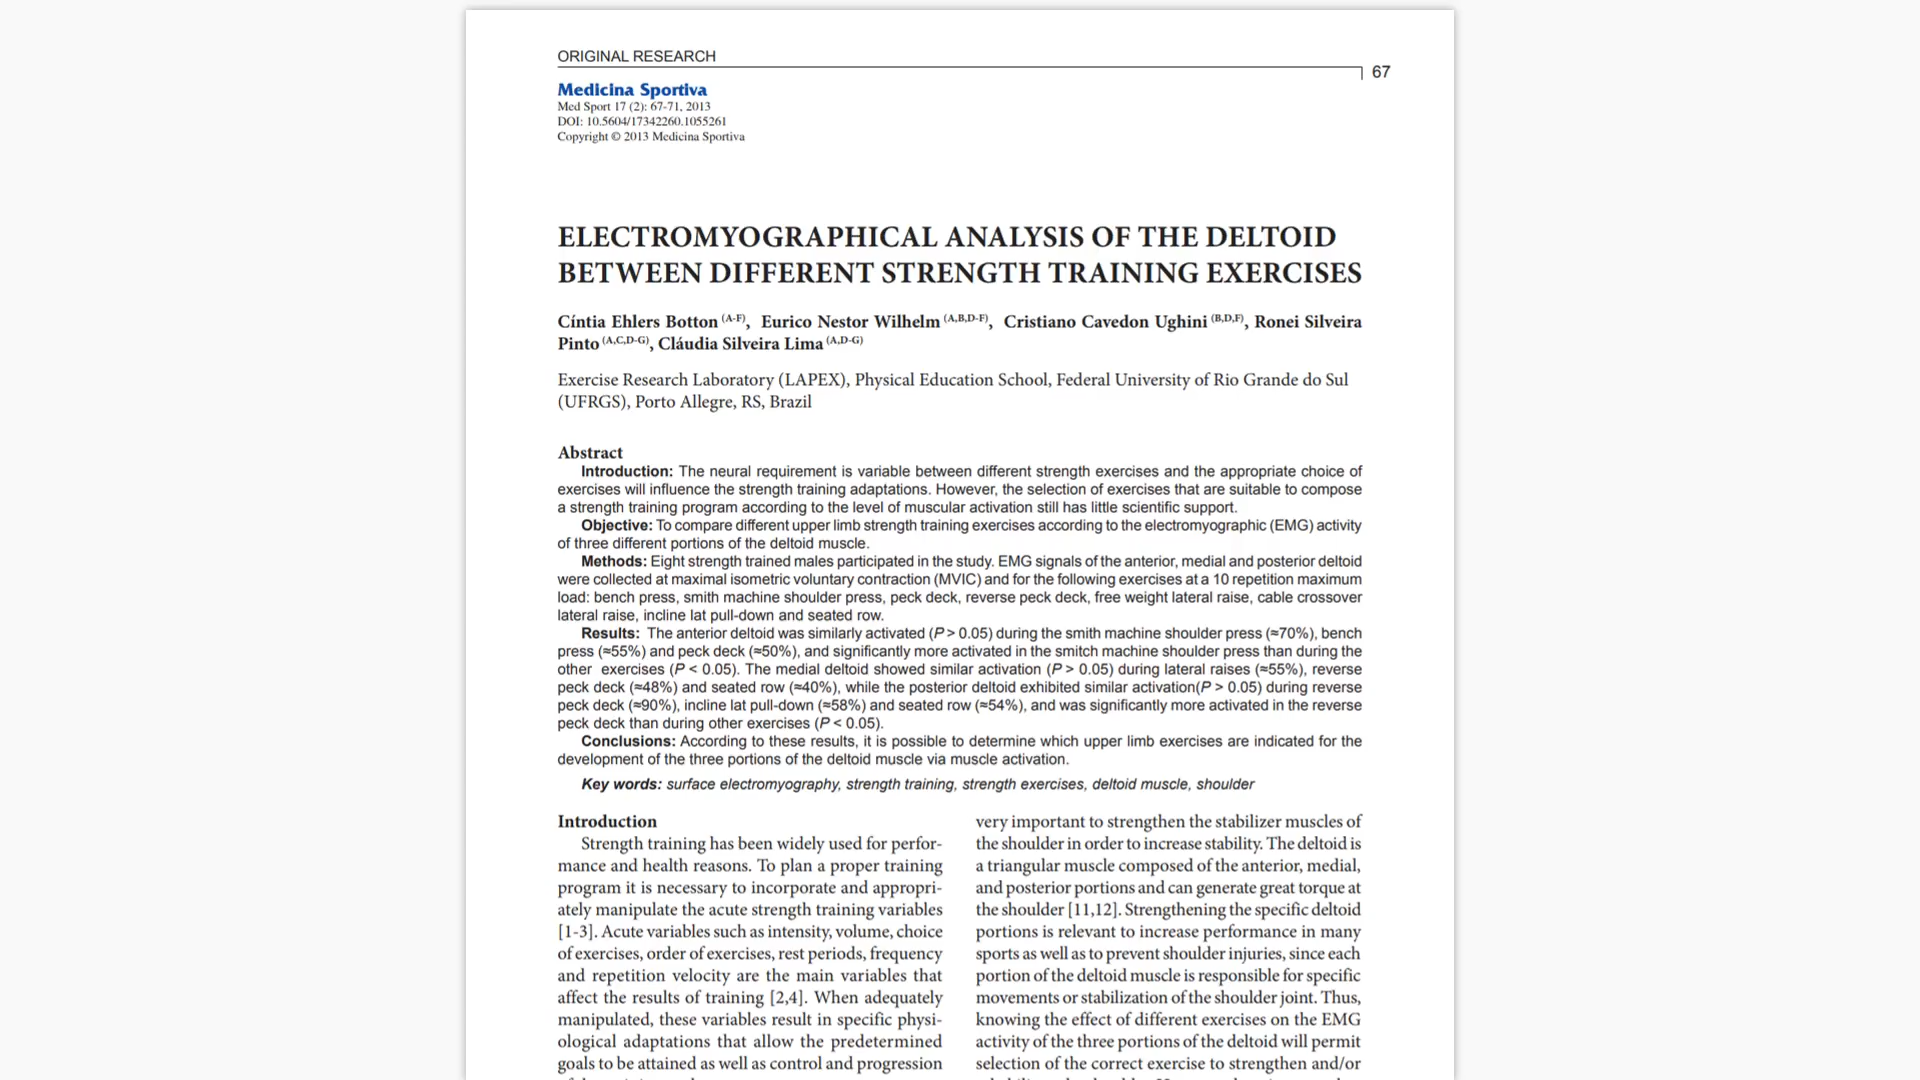 ORIGINAL RESEARCH
67
Medicina Sportiva
Med Sport 17 (2): 67-71, 2013
DOI: 10.5604/17342260.1055261
Copyright © 2013 Medicina Sportiva
ELECTROMYOGRAPHICAL ANALYSIS OF THE DELTOID
BETWEEN DIFFERENT STRENGTH TRAINING EXERCISES
Cíntia Ehlers Botton (A-F), Eurico Nestor Wilhelm (A,B,D-F), Cristiano Cavedon Ughini (B,D,F), Ronei Silveira
Pinto (A,C,D-G), Cláudia Silveira Lima (A,D-G)
Exercise Research Laboratory (LAPEX), Physical Education School, Federal University of Rio Grande do Sul
(UFRGS), Porto Allegre, RS, Brazil
Abstract
Introduction: The neural requirement is variable between different strength exercises and the appropriate choice of
exercises will influence the strength training adaptations. However, the selection of exercises that are suitable to compose
a strength training program according to the level of muscular activation still has little scientific support.
Objective: To compare different upper limb strength training exercises according to the electromyographic (EMG) activity
of three different portions of the deltoid muscle.
Methods: Eight strength trained males participated in the study. EMG signals of the anterior, medial and posterior deltoid
were collected at maximal isometric voluntary contraction (MVIC) and for the following exercises at a 10 repetition maximum
load: bench press, smith machine shoulder press, peck deck, reverse peck deck, free weight lateral raise, cable crossover
lateral raise, incline lat pull-down and seated row.
Results: The anterior deltoid was similarly activated (P > 0.05) during the smith machine shoulder press (≈70%), bench
press (≈55%) and peck deck (≈50%), and significantly more activated in the smitch machine shoulder press than during the
other exercises (P < 0.05). The medial deltoid showed similar activation (P > 0.05) during lateral raises (≈55%), reverse
peck deck (≈48%) and seated row (≈40%), while the posterior deltoid exhibited similar activation(P > 0.05) during reverse
peck deck (≈90%), incline lat pull-down (≈58%) and seated row (≈54%), and was significantly more activated in the reverse
peck deck than during other exercises (P < 0.05).
Conclusions: According to these results, it is possible to determine which upper limb exercises are indicated for the
development of the three portions of the deltoid muscle via muscle activation.
Key words: surface electromyography, strength training, strength exercises, deltoid muscle, shoulder
Introduction
Strength training has been widely used for perfor-
mance and health reasons. To plan a proper training
program it is necessary to incorporate and appropri-
ately manipulate the acute strength training variables
[1-3]. Acute variables such as intensity, volume, choice
of exercises, order of exercises, rest periods, frequency
and repetition velocity are the main variables that
affect the results of training [2,4]. When adequately
manipulated, these variables result in specific physi-
ological adaptations that allow the predetermined
goals to be attained as well as control and progression
very important to strengthen the stabilizer muscles of
the shoulder in order to increase stability. The deltoid is
a triangular muscle composed of the anterior, medial,
and posterior portions and can generate great torque at
the shoulder [11,12]. Strengthening the specific deltoid
portions is relevant to increase performance in many
sports as well as to prevent shoulder injuries, since each
portion of the deltoid muscle is responsible for specific
movements or stabilization of the shoulder joint. Thus,
knowing the effect of different exercises on the EMG
activity of the three portions of the deltoid will permit
selection of the correct exercise to strengthen and/or